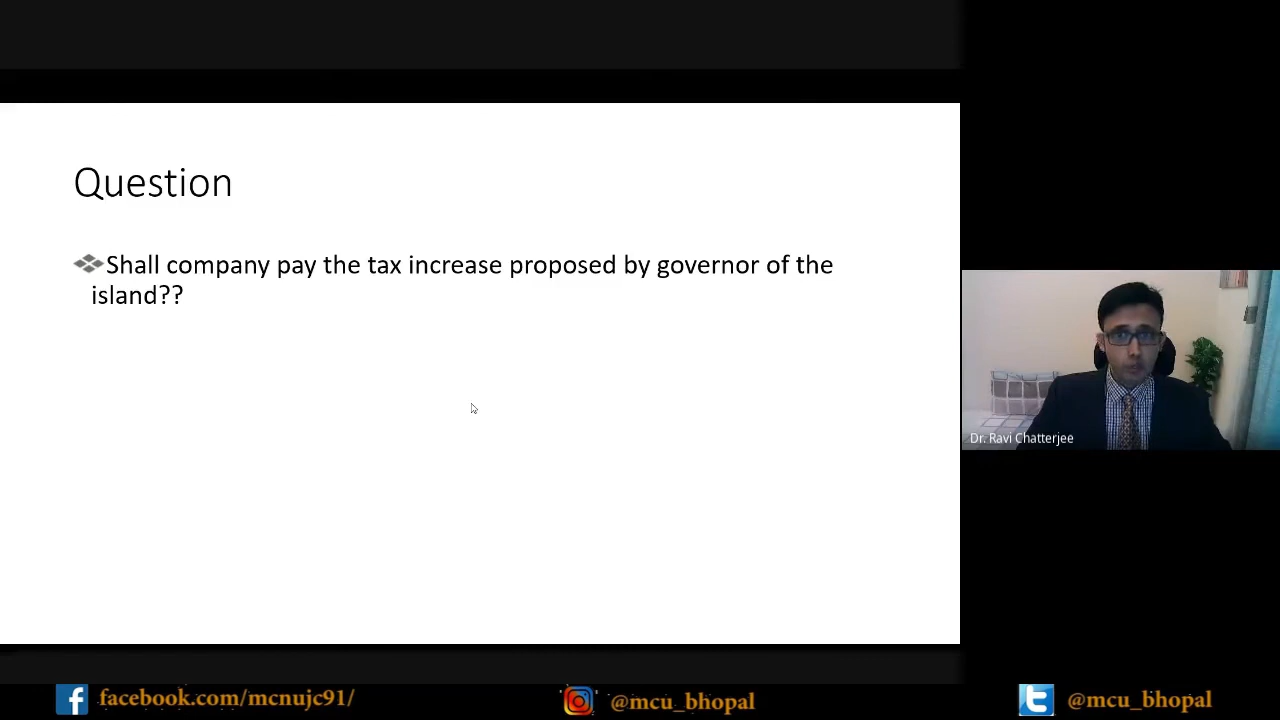 Question
Shall company pay the tax increase proposed by governor of the
island??
Dr. Ravi Chatterjee
facebook.com/mcnujc91/
@mcu_bhopal
@mcu_bhopal